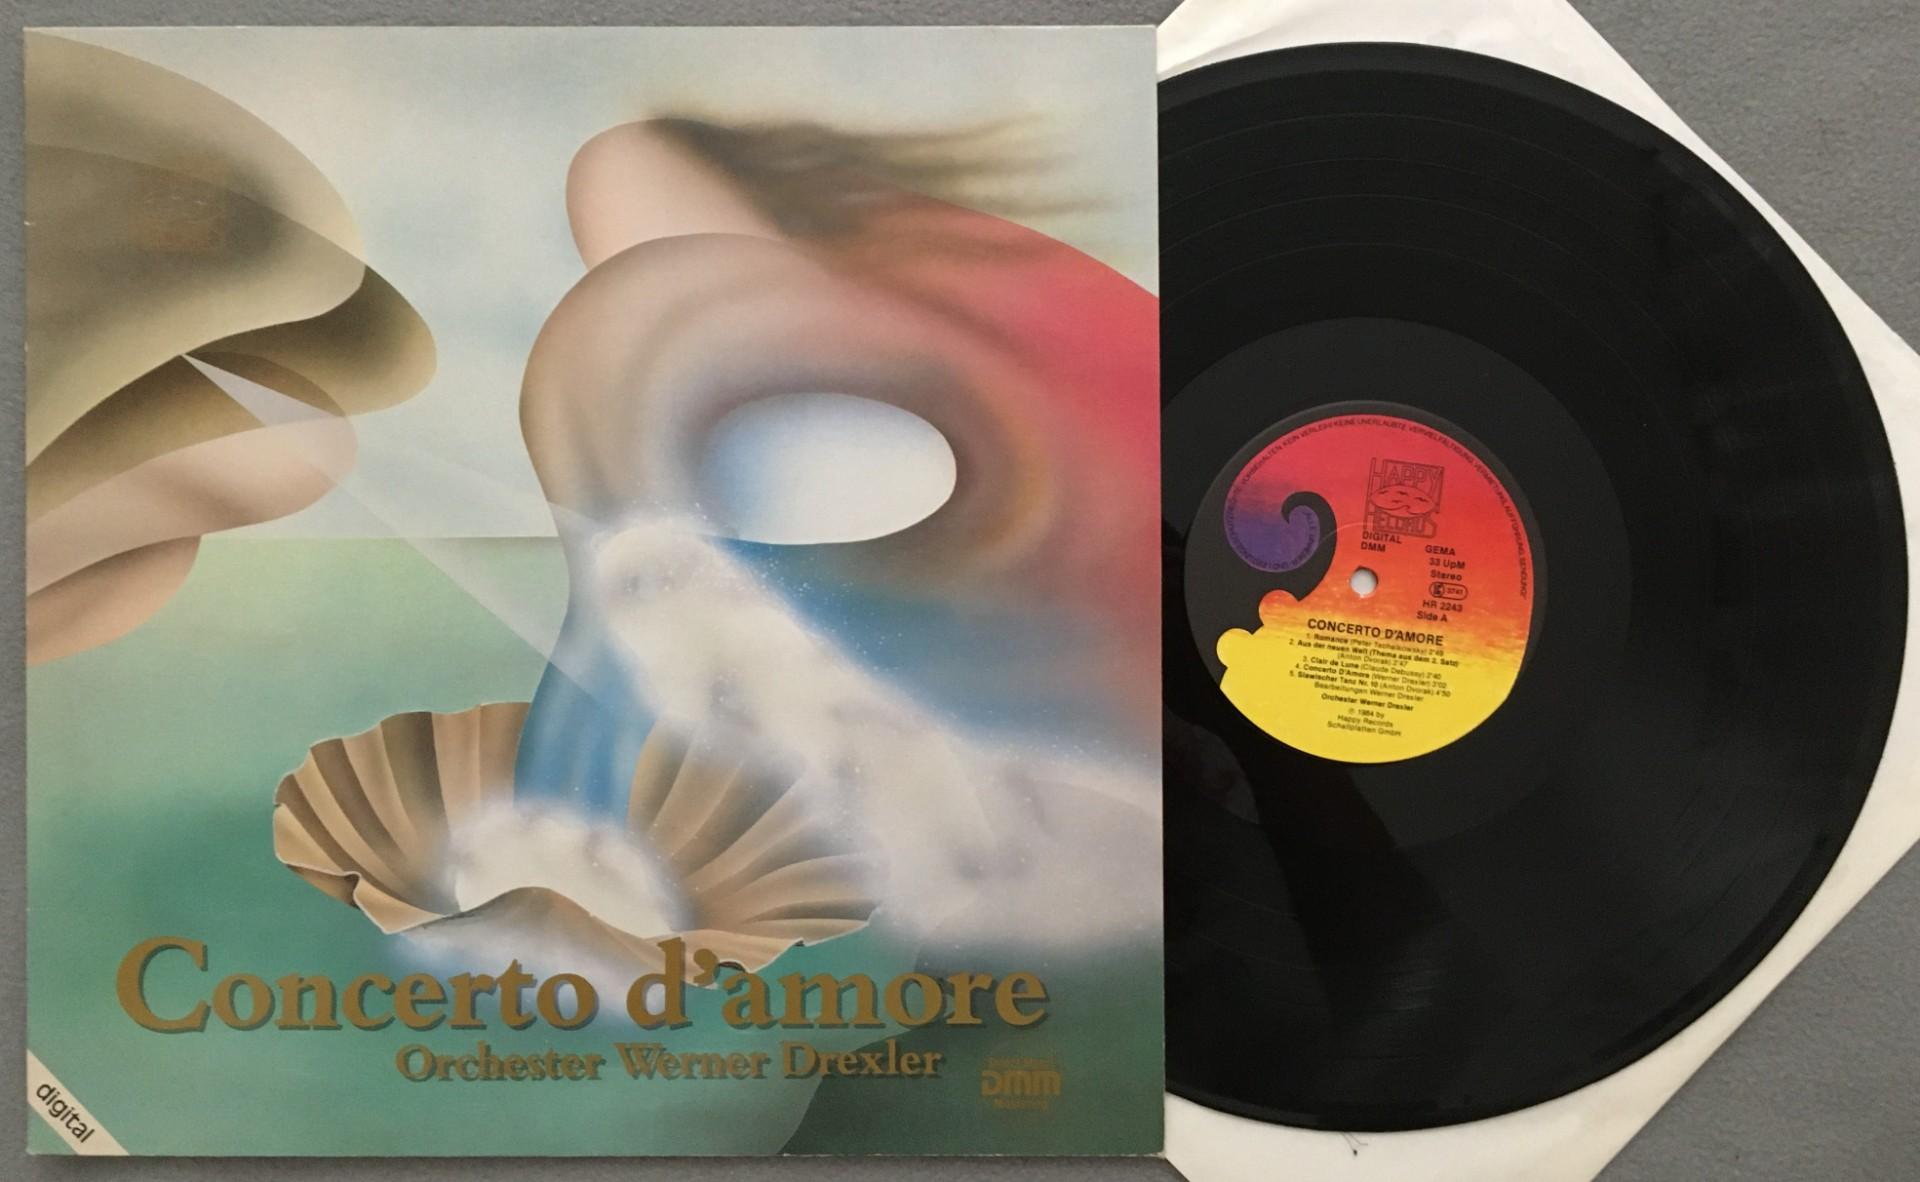 Concerto d'amore
Orchester Werner Drexler
DMM
digital
HAPPY
RECORDS
DIGITAL
DMM
GEMA
33 UpM
Stereo
HR 2243
Side A
CONCERTO D'AMORE
1. Romance (Peter Tschaikowsky) 2'49
2. Aus der neuen Welt (Thema aus dem 2. Satz)
(Anton Dvorak) 2'47
3. Clair de Lune (Claude Debussy) 2'40
4. Concerto D'Amore (Werner Drexler) 3'02
5. Slawischer Tanz Nr. 10 (Anton Dvorak) 4'50
Bearbeitungen Werner Drexler
Orchester Werner Drexler
℗ 1984 by
Happy Records
Schallplatten GmbH